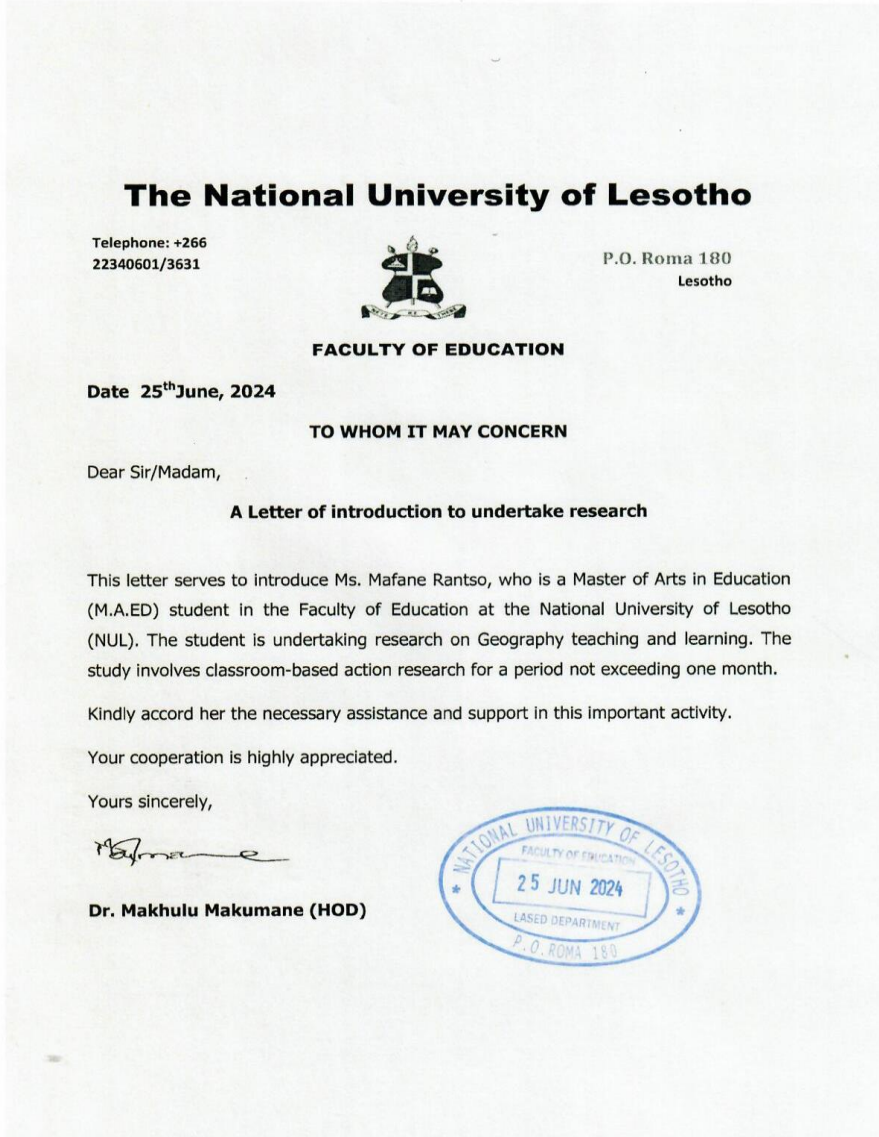 The National University of Lesotho
Telephone: +266
22340601/3631
P.O. Roma 180
Lesotho
FACULTY OF EDUCATION
Date 25thJune, 2024
TO WHOM IT MAY CONCERN
Dear Sir/Madam,
A Letter of introduction to undertake research
This letter serves to introduce Ms. Mafane Rantso, who is a Master of Arts in Education
(M.A.ED) student in the Faculty of Education at the National University of Lesotho
(NUL). The student is undertaking research on Geography teaching and learning. The
study involves classroom-based action research for a period not exceeding one month.
Kindly accord her the necessary assistance and support in this important activity.
Your cooperation is highly appreciated.
Yours sincerely,
Dr. Makhulu Makumane (HOD)
NATIONAL UNIVERSITY OF LESOTHO
FACULTY OF EDUCATION
25 JUN 2024
LASED DEPARTMENT
P.O. ROMA 180